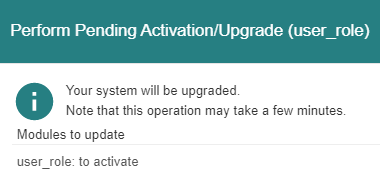 Perform Pending Activation/Upgrade (user_role)
Your system will be upgraded.
Note that this operation may take a few minutes.
Modules to update
user_role: to activate